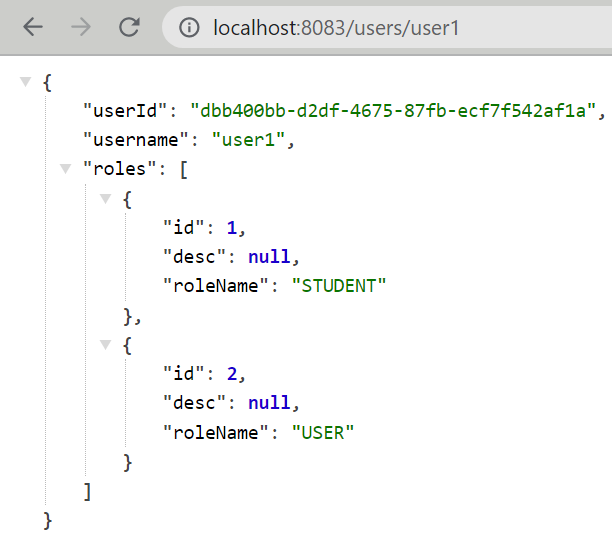 localhost:8083/users/user1
{
"userId": "dbb400bb-d2df-4675-87fb-ecf7f542af1a",
"username": "user1",
"roles": [
{
"id": 1,
"desc": null,
"roleName": "STUDENT"
},
{
"id": 2,
"desc": null,
"roleName": "USER"
}
]
}